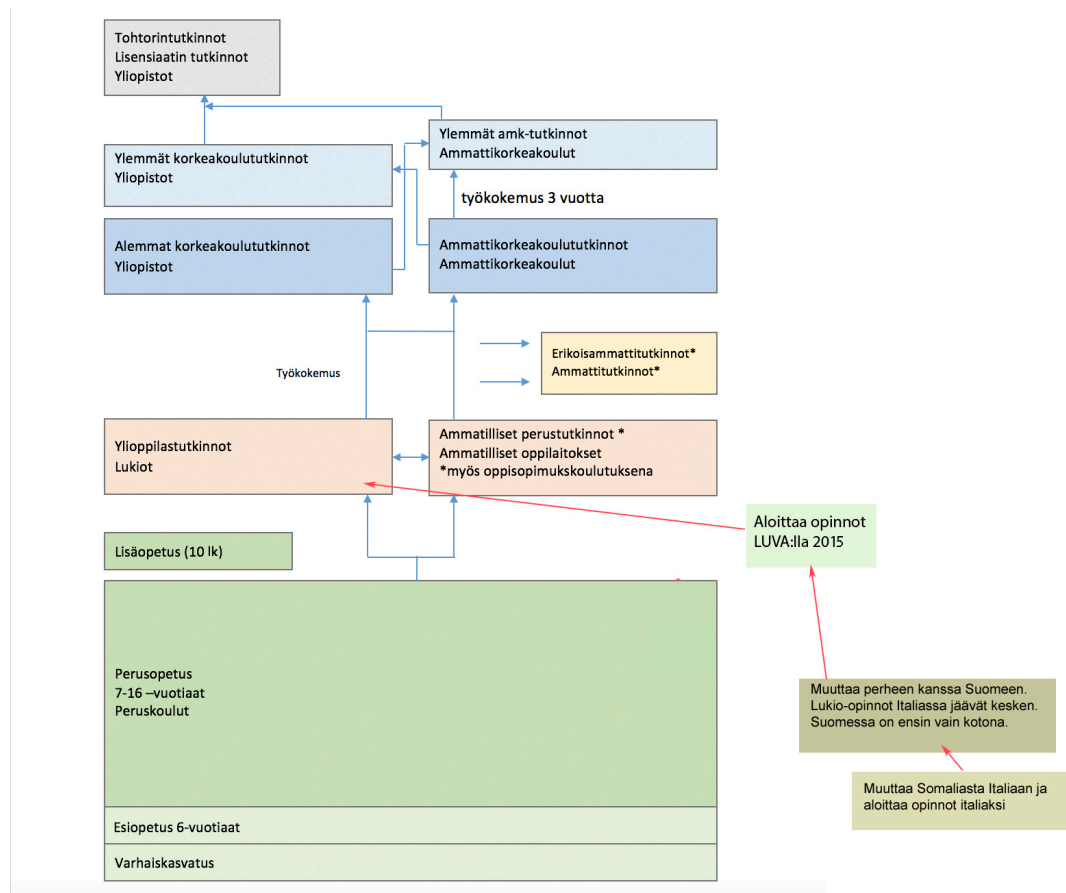 Tohtorintutkinnot
Lisensiaatin tutkinnot
Yliopistot
Ylemmät amk-tutkinnot
Ammattikorkeakoulut
Ylemmät korkeakoulututkinnot
Yliopistot
työkokemus 3 vuotta
Alemmat korkeakoulututkinnot
Yliopistot
Ammattikorkeakoulututkinnot
Ammattikorkeakoulut
Erikoisammattitutkinnot*
Ammattitutkinnot*
Työkokemus
Ylioppilastutkinnot
Lukiot
Ammatilliset perustutkinnot *
Ammatilliset oppilaitokset
*myös oppisopimukskoulutuksena
Aloittaa opinnot
LUVA:lla 2015
Lisäopetus (10 lk)
Perusopetus
7-16 –vuotiaat
Peruskoulut
Muuttaa perheen kanssa Suomeen.
Lukio-opinnot Italiassa jäävät kesken.
Suomessa on ensin vain kotona.
Muuttaa Somaliasta Italiaan ja
aloittaa opinnot italiaksi
Esiopetus 6-vuotiaat
Varhaiskasvatus